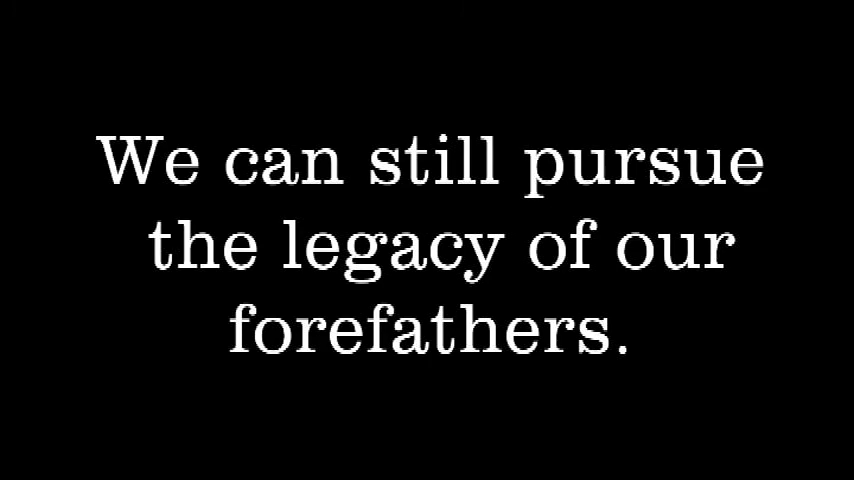 We can still pursue
the legacy of our
forefathers.